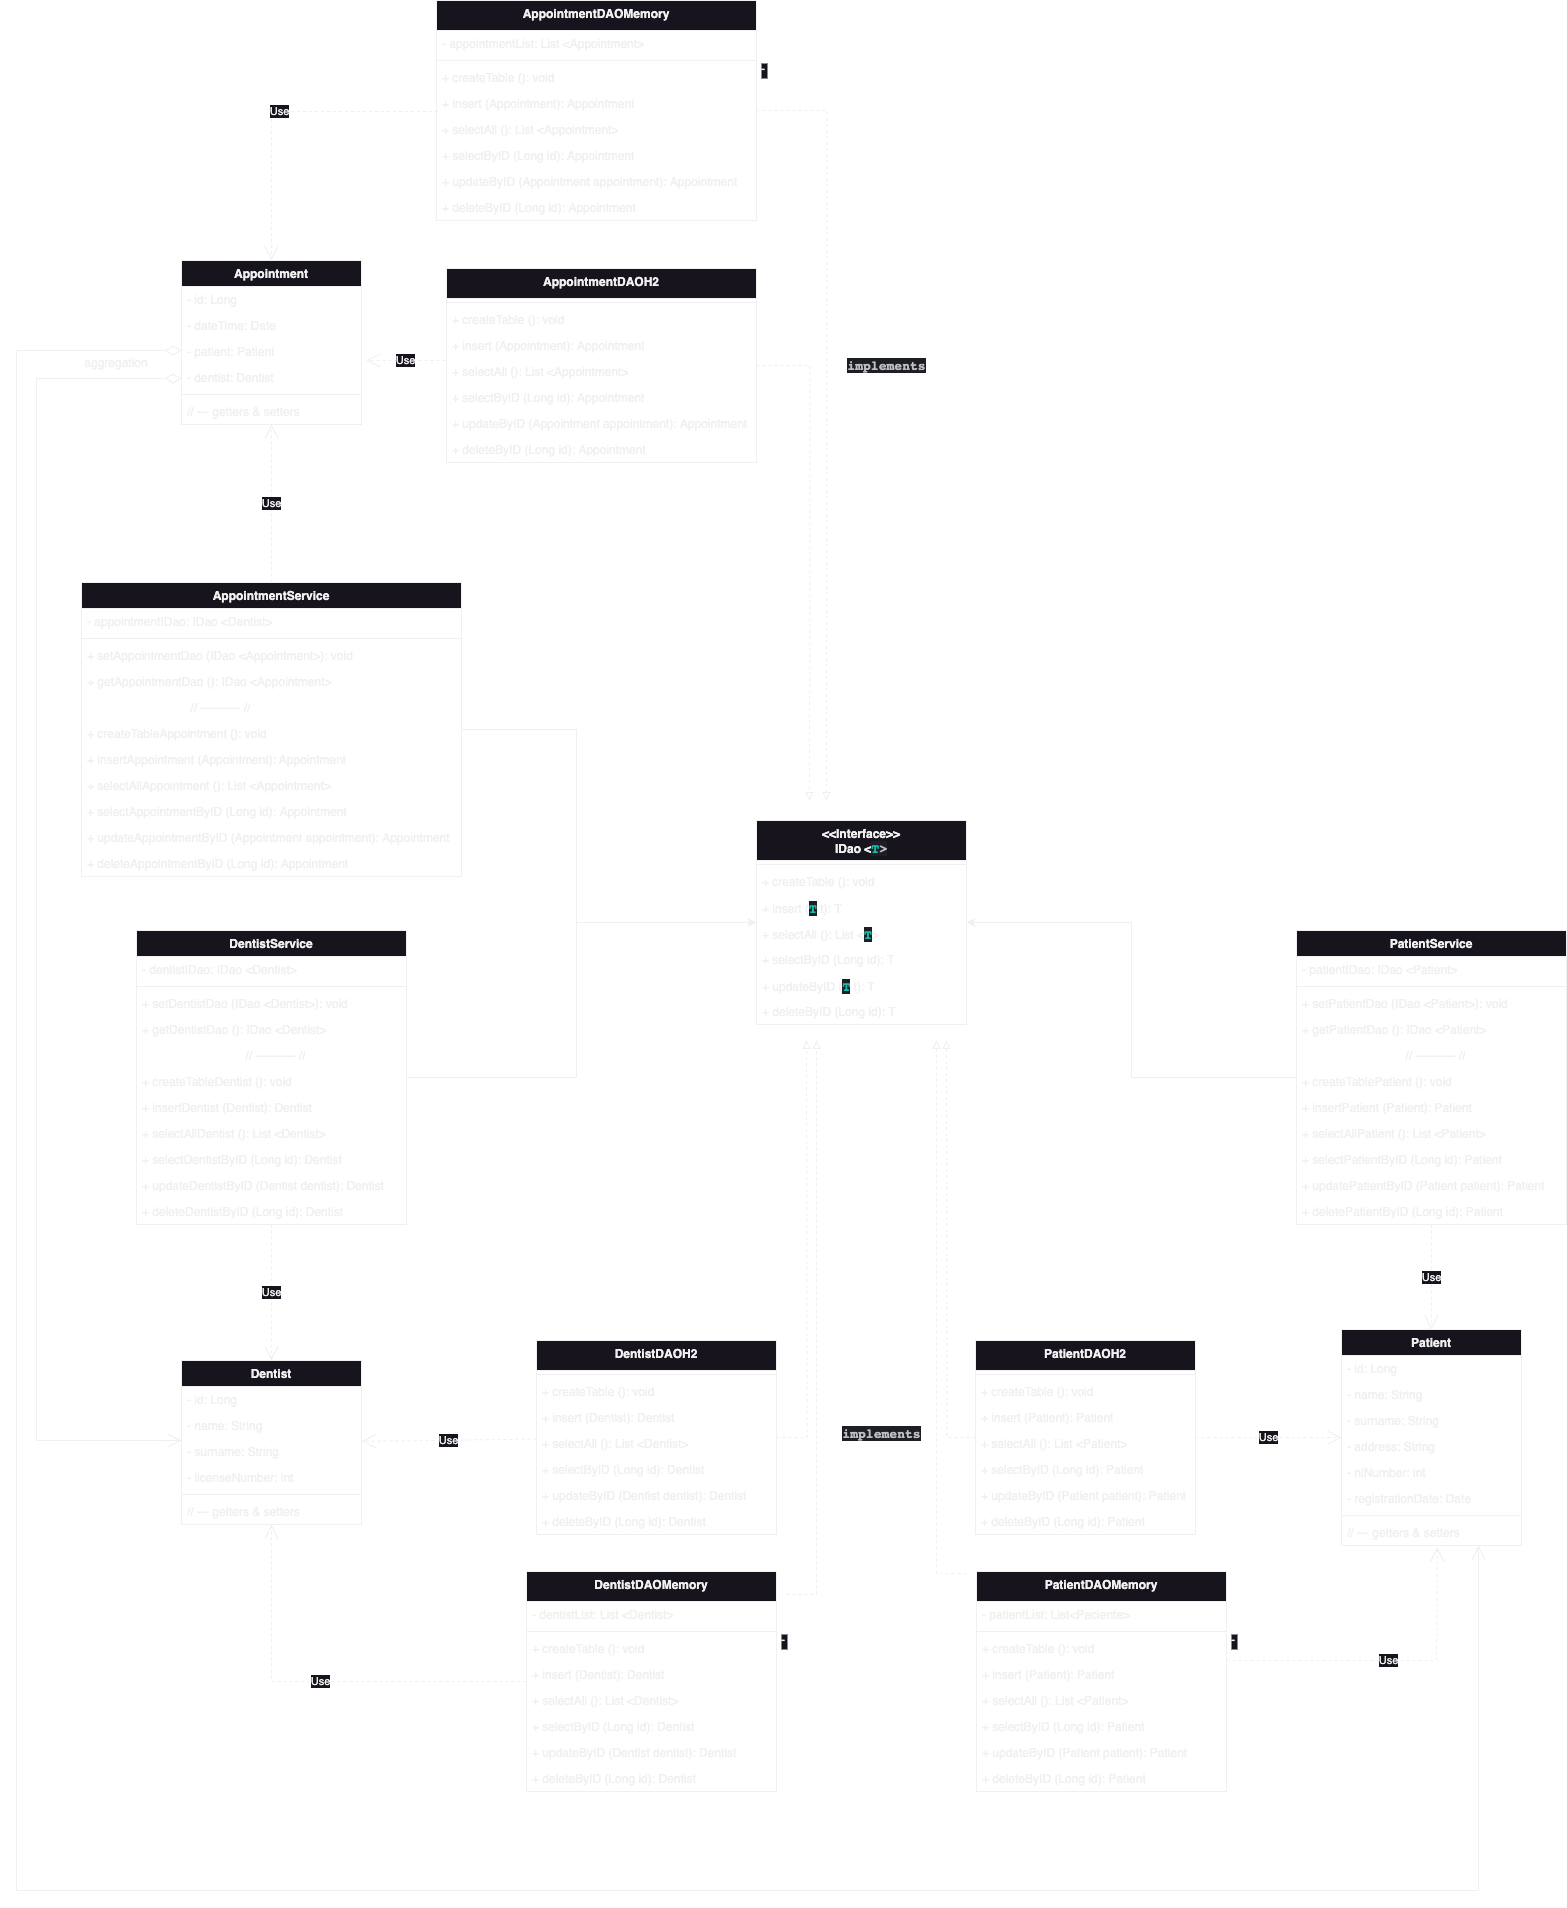 AppointmentDAOMemory
- appointmentList: List <Appointment>
+ createTable (): void
+ insert (Appointment): Appointment
+ selectAll (): List <Appointment>
+ selectByID (Long id): Appointment
+ updateByID (Appointment appointment): Appointment
+ deleteByID (Long id): Appointment
Use
Appointment
- id: Long
- dateTime: Date
- patient: Patient
- dentist: Dentist
// --- getters & setters
aggregation
AppointmentDAOH2
+ createTable (): void
+ insert (Appointment): Appointment
+ selectAll (): List <Appointment>
+ selectByID (Long id): Appointment
+ updateByID (Appointment appointment): Appointment
+ deleteByID (Long id): Appointment
Use
implements
Use
AppointmentService
- appointmentIDao: IDao <Dentist>
+ setAppointmentDao (IDao <Appointment>): void
+ getAppointmentDao (): IDao <Appointment>
// ---------- //
+ createTableAppointment (): void
+ insertAppointment (Appointment): Appointment
+ selectAllAppointment (): List <Appointment>
+ selectAppointmentByID (Long id): Appointment
+ updateAppointmentByID (Appointment appointment): Appointment
+ deleteAppointmentByID (Long id): Appointment
<<Interface>>
IDao <T>
+ createTable (): void
+ insert (T): T
+ selectAll (): List <T>
+ selectByID (Long id): T
+ updateByID (T t): T
+ deleteByID (Long id): T
DentistService
- dentistIDao: IDao <Dentist>
+ setDentistDao (IDao <Dentist>): void
+ getDentistDao (): IDao <Dentist>
// ---------- //
+ createTableDentist (): void
+ insertDentist (Dentist): Dentist
+ selectAllDentist (): List <Dentist>
+ selectDentistByID (Long id): Dentist
+ updateDentistByID (Dentist dentist): Dentist
+ deleteDentistByID (Long id): Dentist
Use
PatientService
- patientIDao: IDao <Patient>
+ setPatientDao (IDao <Patient>): void
+ getPatientDao (): IDao <Patient>
// ---------- //
+ createTablePatient (): void
+ insertPatient (Patient): Patient
+ selectAllPatient (): List <Patient>
+ selectPatientByID (Long id): Patient
+ updatePatientByID (Patient patient): Patient
+ deletePatientByID (Long id): Patient
Use
Dentist
- id: Long
- name: String
- surname: String
- licenseNumber: int
// --- getters & setters
Use
DentistDAOH2
+ createTable (): void
+ insert (Dentist): Dentist
+ selectAll (): List <Dentist>
+ selectByID (Long id): Dentist
+ updateByID (Dentist dentist): Dentist
+ deleteByID (Long id): Dentist
implements
PatientDAOH2
+ createTable (): void
+ insert (Patient): Patient
+ selectAll (): List <Patient>
+ selectByID (Long id): Patient
+ updateByID (Patient patient): Patient
+ deleteByID (Long id): Patient
Use
Patient
- id: Long
- name: String
- surname: String
- address: String
- niNumber: int
- registrationDate: Date
// --- getters & setters
Use
DentistDAOMemory
- dentistList: List <Dentist>
+ createTable (): void
+ insert (Dentist): Dentist
+ selectAll (): List <Dentist>
+ selectByID (Long id): Dentist
+ updateByID (Dentist dentist): Dentist
+ deleteByID (Long id): Dentist
PatientDAOMemory
- patientList: List<Paciente>
+ createTable (): void
+ insert (Patient): Patient
+ selectAll (): List <Patient>
+ selectByID (Long id): Patient
+ updateByID (Patient patient): Patient
+ deleteByID (Long id): Patient
Use